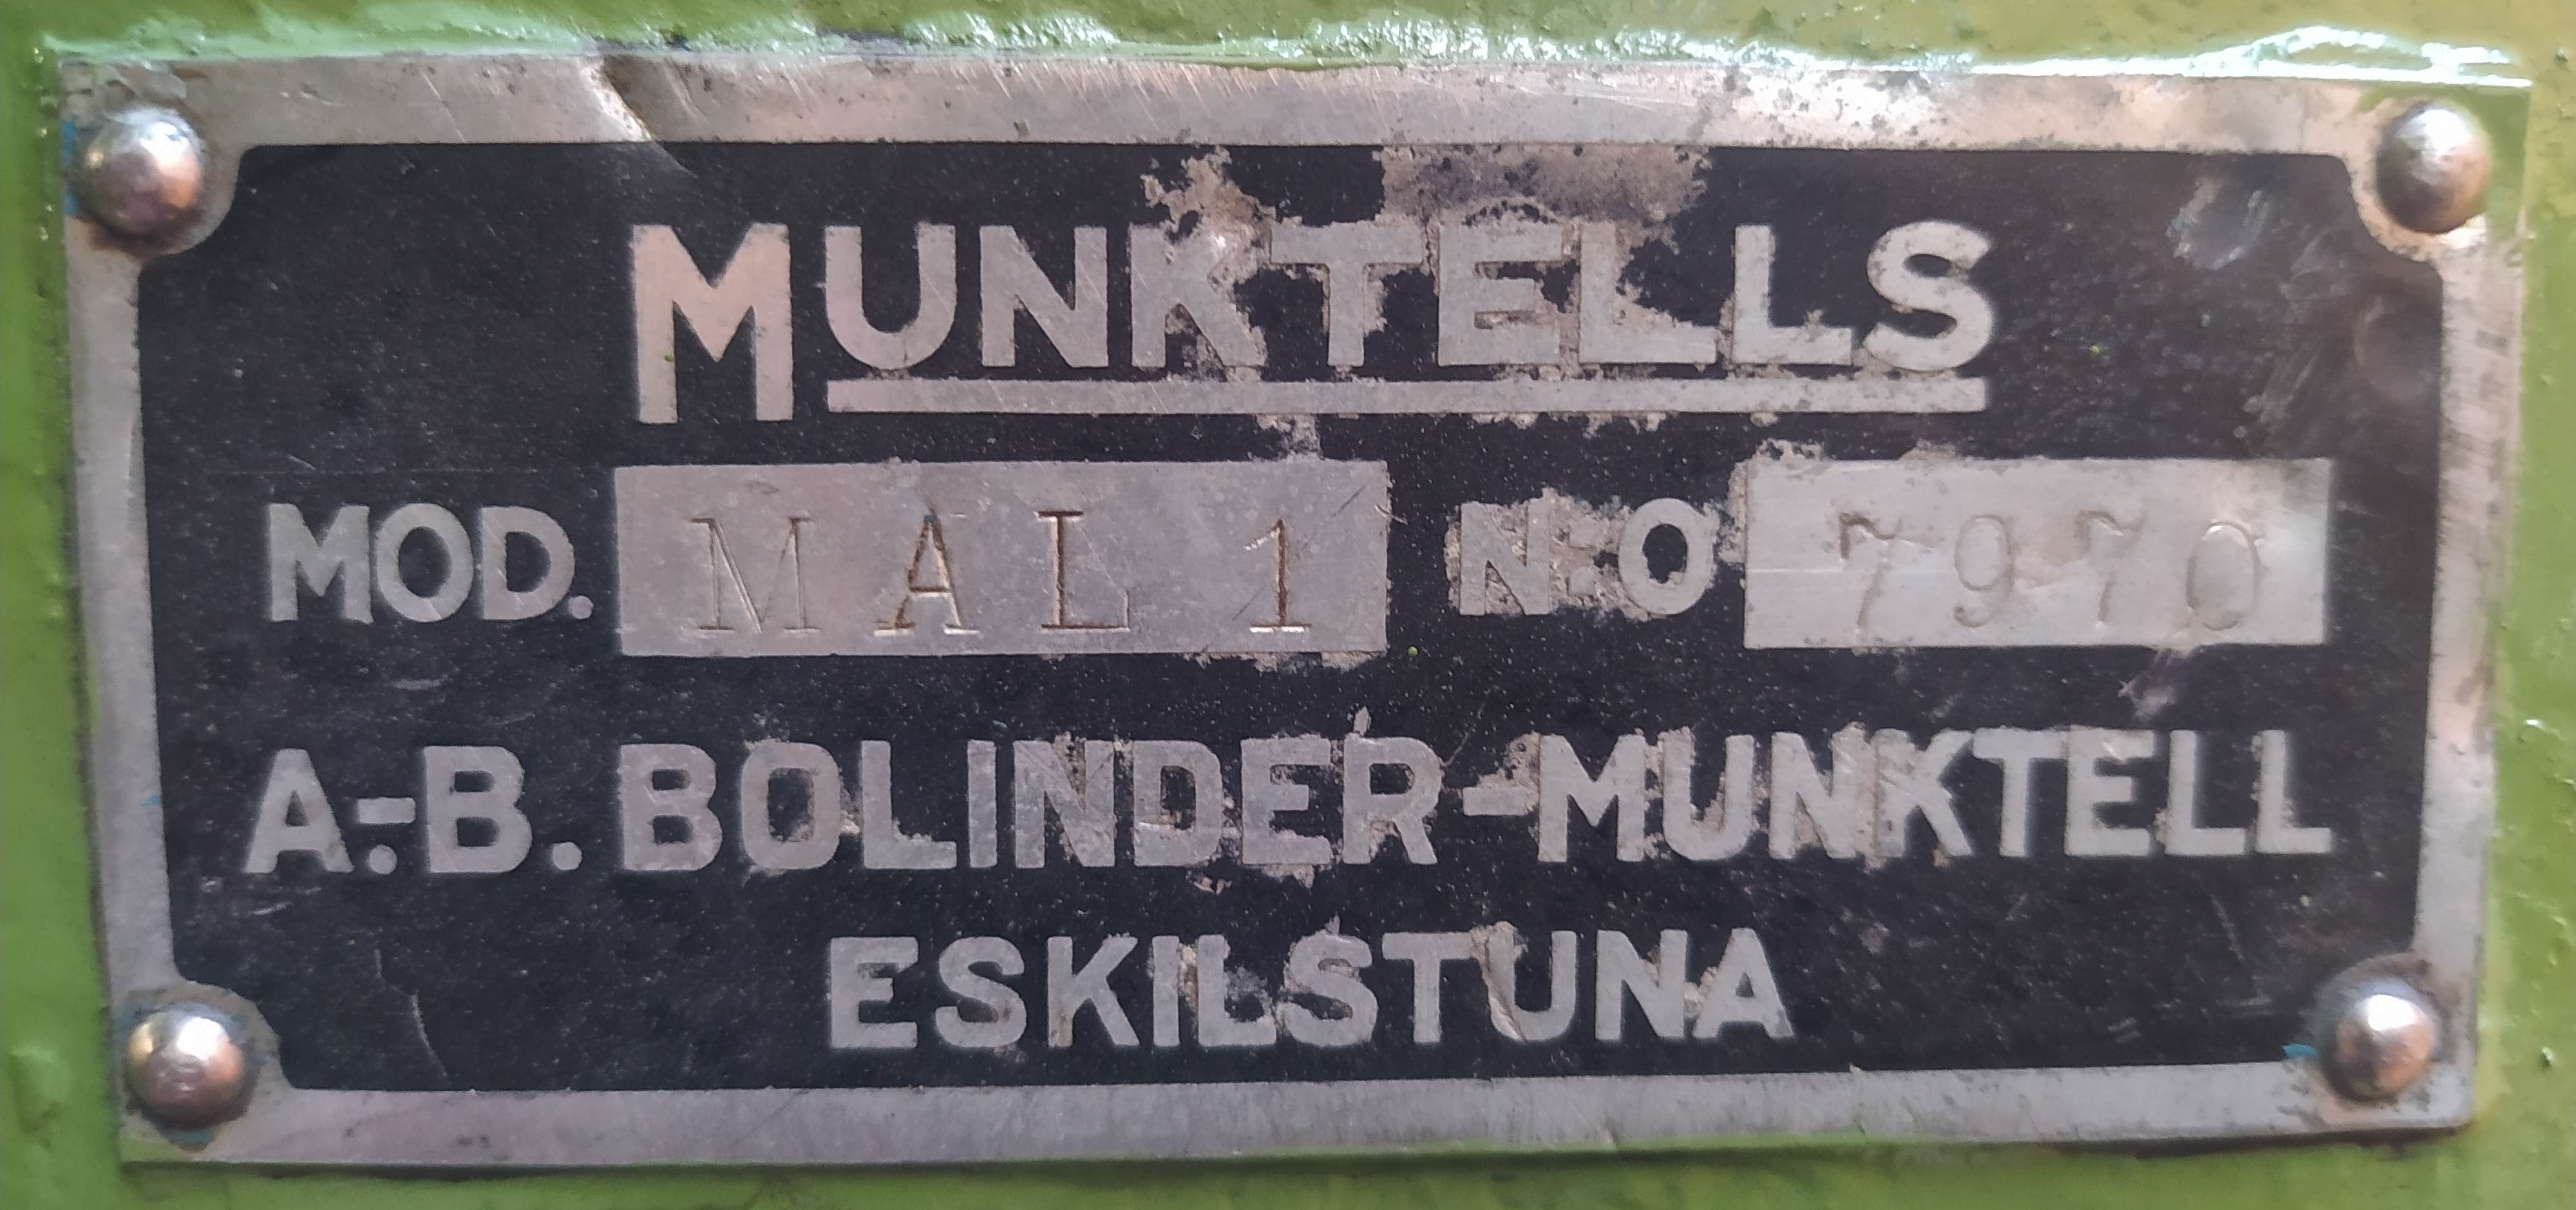 MUNKTELLS
MOD. MAL 1 N:O 7970
A.-B. BOLINDER-MUNKTELL
ESKILSTUNA